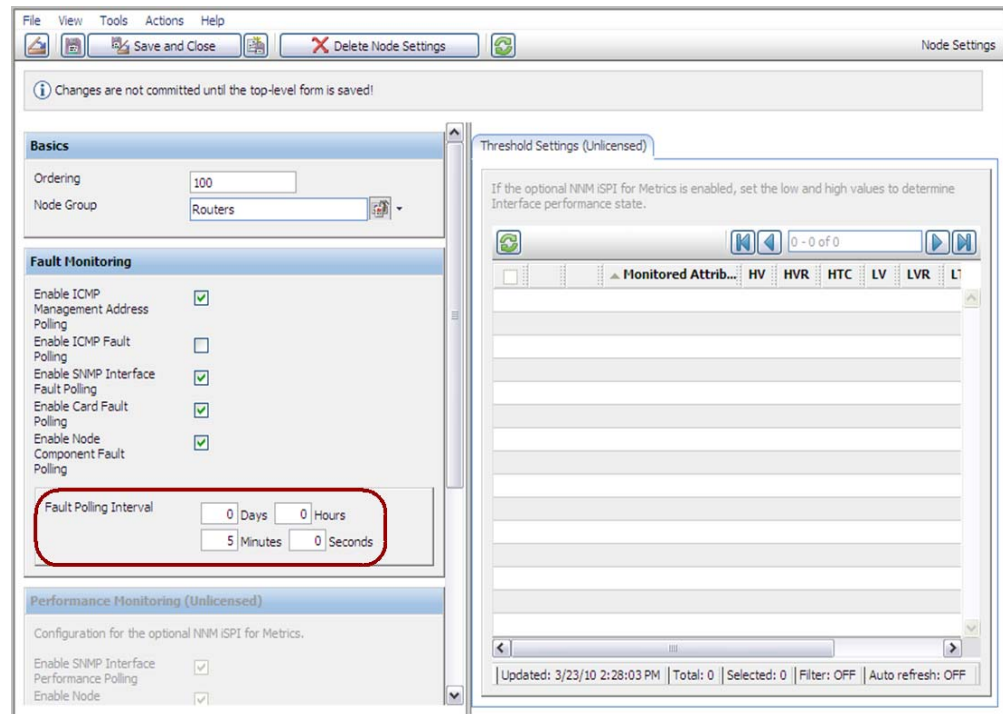 File View Tools Actions Help
Save and Close Delete Node Settings Node Settings
Changes are not committed until the top-level form is saved!
Basics
Ordering 100
Node Group Routers
Fault Monitoring
Enable ICMP
Management Address
Polling
Enable ICMP Fault
Polling
Enable SNMP Interface
Fault Polling
Enable Card Fault
Polling
Enable Node
Component Fault
Polling
Fault Polling Interval 0 Days 0 Hours
5 Minutes 0 Seconds
Performance Monitoring (Unlicensed)
Configuration for the optional NNM iSPI for Metrics.
Enable SNMP Interface
Performance Polling
Enable Node
Threshold Settings (Unlicensed)
If the optional NNM iSPI for Metrics is enabled, set the low and high values to determine
Interface performance state.
0 - 0 of 0
Monitored Attrib... HV HVR HTC LV LVR
Updated: 3/23/10 2:28:03 PM Total: 0 Selected: 0 Filter: OFF Auto refresh: OFF